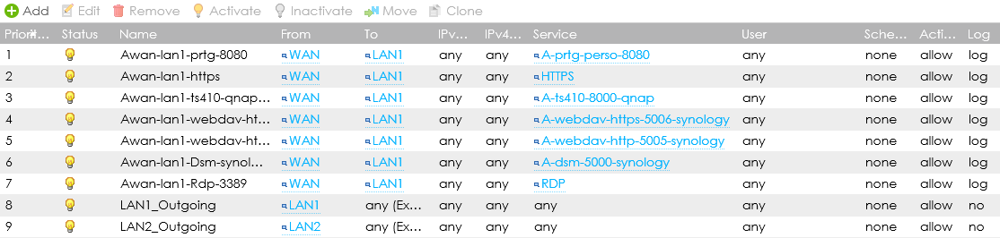 Add Edit Remove Activate Inactivate Move Clone
Priorit... Status Name From To IPv... IPv4... Service User Sche... Acti... Log
1 Awan-lan1-prtg-8080 WAN LAN1 any any A-prtg-perso-8080 any none allow log
2 Awan-lan1-https WAN LAN1 any any HTTPS any none allow log
3 Awan-lan1-ts410-qnap... WAN LAN1 any any A-ts410-8000-qnap any none allow log
4 Awan-lan1-webdav-ht... WAN LAN1 any any A-webdav-https-5006-synology any none allow log
5 Awan-lan1-webdav-ht... WAN LAN1 any any A-webdav-http-5005-synology any none allow log
6 Awan-lan1-Dsm-synol... WAN LAN1 any any A-dsm-5000-synology any none allow log
7 Awan-lan1-Rdp-3389 WAN LAN1 any any RDP any none allow log
8 LAN1_Outgoing LAN1 any (Ex... any any any any none allow no
9 LAN2_Outgoing LAN2 any (Ex... any any any any none allow no